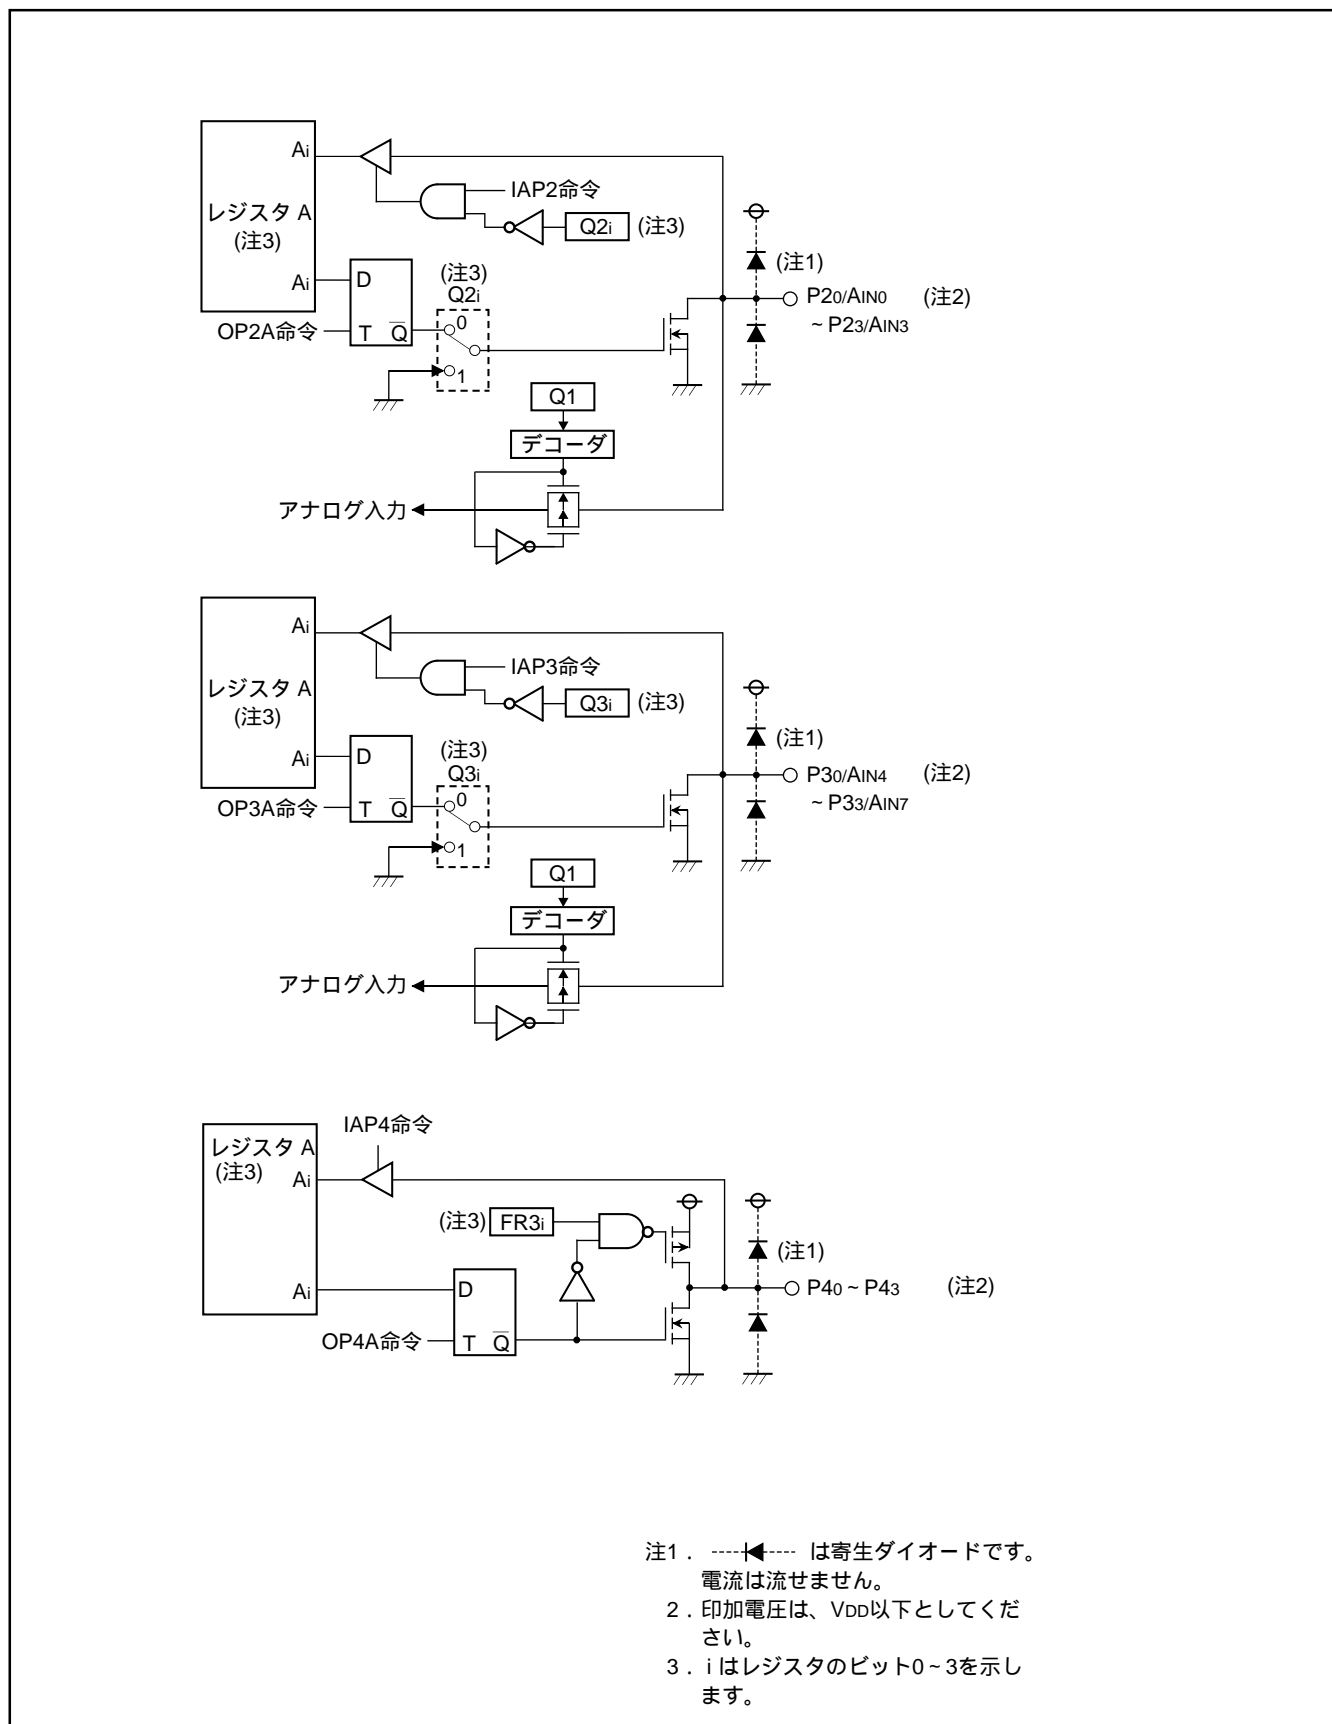 Ai
IAP2命令
レジスタ A
(注3)
Q2i (注3)
Ai
D
(注3)
Q2i
(注1)
OP2A命令
T Q̅
0
1
P20/AIN0 (注2)
~ P23/AIN3
Q1
デコーダ
アナログ入力
Ai
IAP3命令
レジスタ A
(注3)
Q3i (注3)
Ai
D
(注3)
Q3i
(注1)
OP3A命令
T Q̅
0
1
P30/AIN4 (注2)
~ P33/AIN7
Q1
デコーダ
アナログ入力
IAP4命令
レジスタ A
(注3)
Ai
(注3) FR3i
(注1)
Ai
D
P40 ~ P43 (注2)
OP4A命令
T Q̅
注1. は寄生ダイオードです。
電流は流せません。
2. 印加電圧は、VDD以下としてくだ
さい。
3. i はレジスタのビット0 ~ 3を示し
ます。